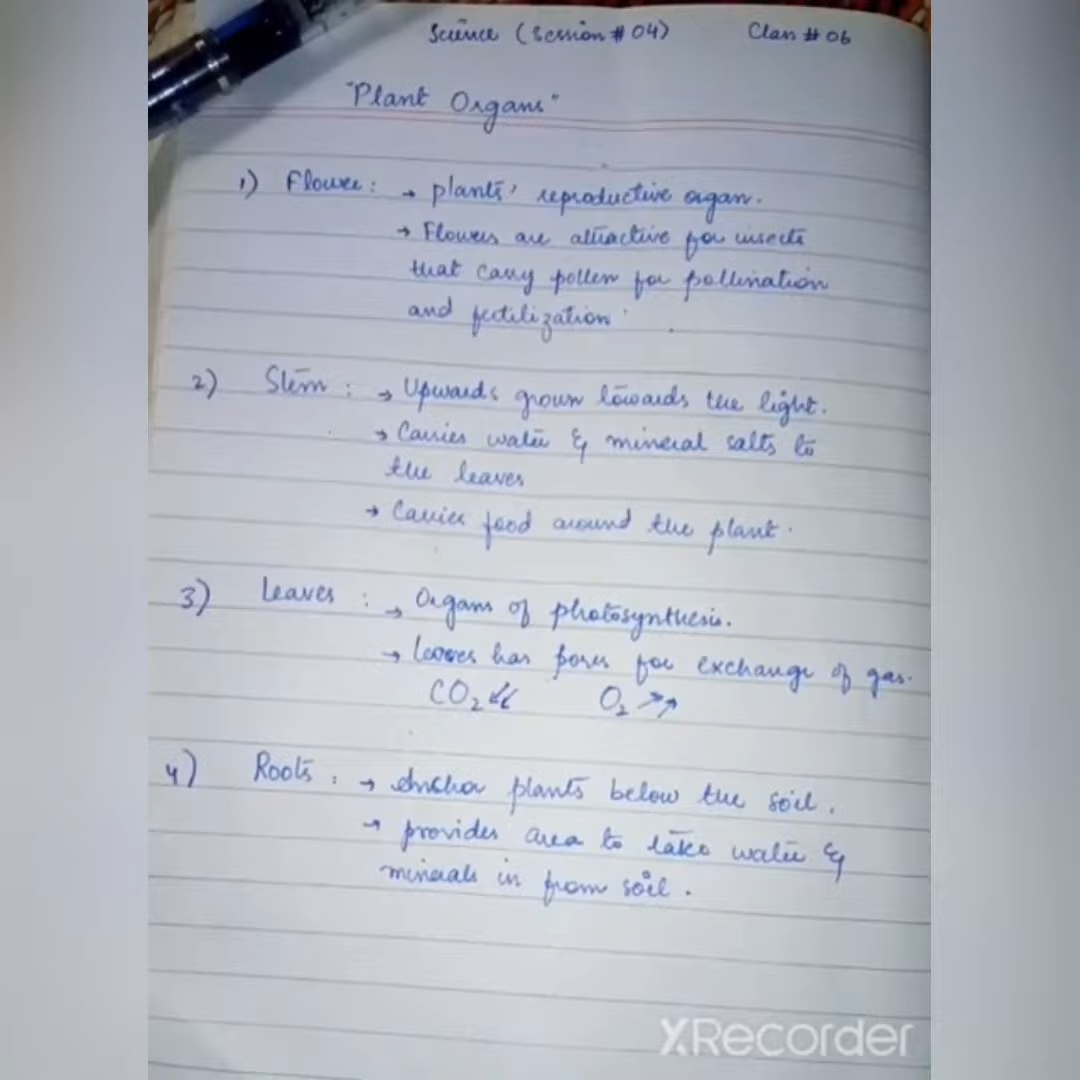 Science (Session # 04) Class # 06
"Plant Organs"
1) Flower : → plants' reproductive organ.
→ Flowers are attractive for insects
that carry pollen for pollination
and fertilization.
2) Stem : → Upwards grown towards the light.
→ Carries water & mineral salts to
the leaves
→ Carries food around the plant.
3) Leaves : → Organs of photosynthesis.
→ leaves has pores for exchange of gas.
CO₂ ↙↙ O₂ ↗↗
4) Roots : → Anchor plants below the soil.
→ provides area to take water &
minerals in from soil.
XRecorder